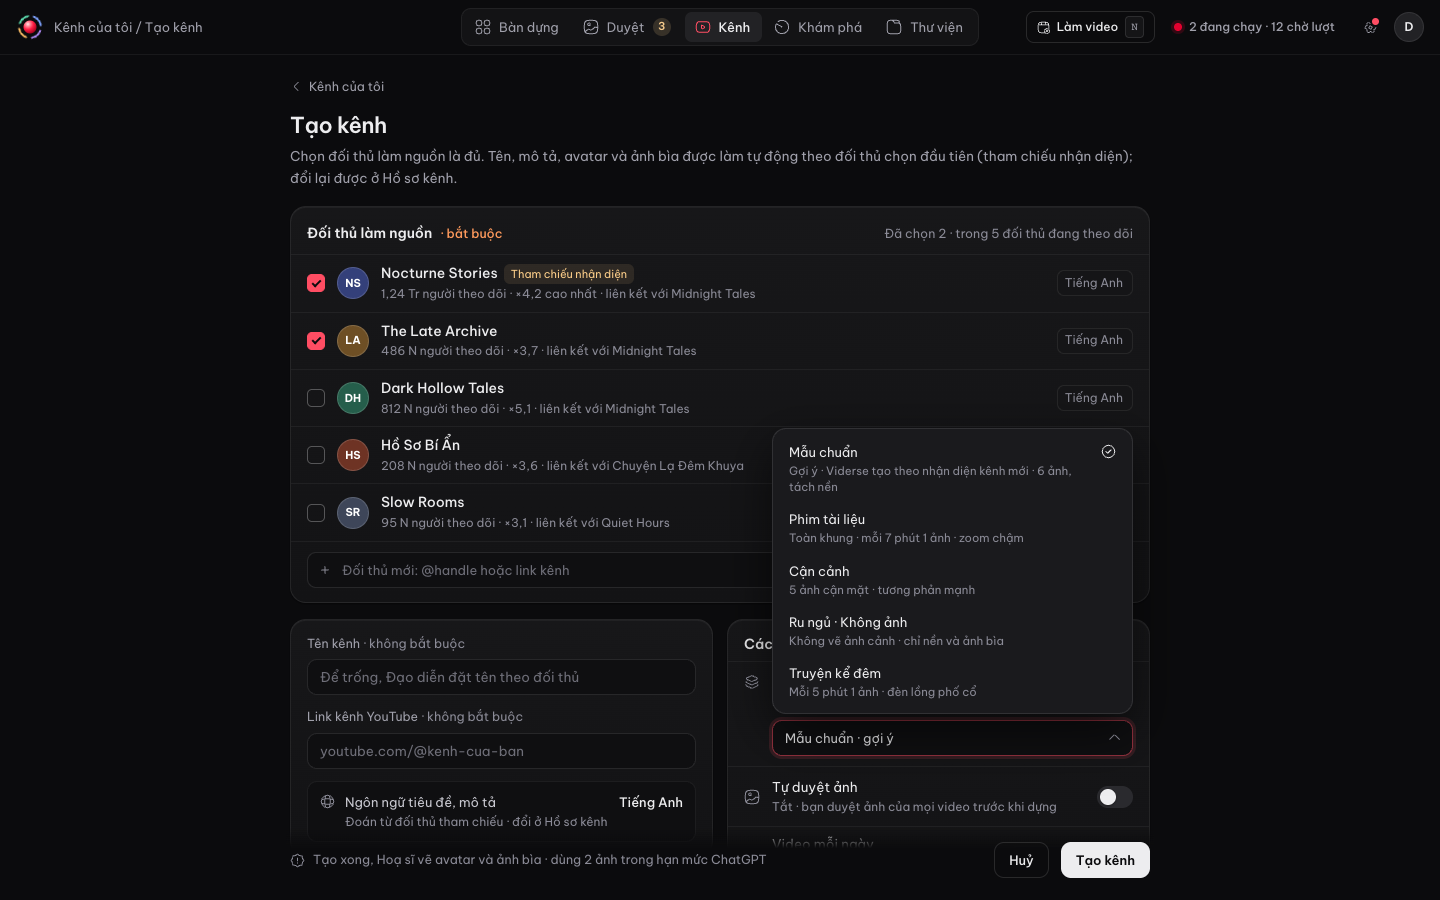 Kênh của tôi / Tạo kênh
Bàn dựng
Duyệt 3
Kênh
Khám phá
Thư viện
Làm video N
2 đang chạy · 12 chờ lượt
D
Kênh của tôi
Tạo kênh
Chọn đối thủ làm nguồn là đủ. Tên, mô tả, avatar và ảnh bìa được làm tự động theo đối thủ chọn đầu tiên (tham chiếu nhận diện);
đổi lại được ở Hồ sơ kênh.
Đối thủ làm nguồn · bắt buộc
Đã chọn 2 · trong 5 đối thủ đang theo dõi
NS
Nocturne Stories Tham chiếu nhận diện
1,24 Tr người theo dõi · ×4,2 cao nhất · liên kết với Midnight Tales
Tiếng Anh
LA
The Late Archive
486 N người theo dõi · ×3,7 · liên kết với Midnight Tales
Tiếng Anh
DH
Dark Hollow Tales
812 N người theo dõi · ×5,1 · liên kết với Midnight Tales
Tiếng Anh
HS
Hồ Sơ Bí Ẩn
208 N người theo dõi · ×3,6 · liên kết với Chuyện Lạ Đêm Khuya
SR
Slow Rooms
95 N người theo dõi · ×3,1 · liên kết với Quiet Hours
Đối thủ mới: @handle hoặc link kênh
Mẫu chuẩn
Gợi ý · Viderse tạo theo nhận diện kênh mới · 6 ảnh,
tách nền
Phim tài liệu
Toàn khung · mỗi 7 phút 1 ảnh · zoom chậm
Cận cảnh
5 ảnh cận mặt · tương phản mạnh
Ru ngủ · Không ảnh
Không vẽ ảnh cảnh · chỉ nền và ảnh bìa
Truyện kể đêm
Mỗi 5 phút 1 ảnh · đèn lồng phố cổ
Tên kênh · không bắt buộc
Để trống, Đạo diễn đặt tên theo đối thủ
Link kênh YouTube · không bắt buộc
youtube.com/@kenh-cua-ban
Ngôn ngữ tiêu đề, mô tả
Tiếng Anh
Đoán từ đối thủ tham chiếu · đổi ở Hồ sơ kênh
Các
Mẫu chuẩn · gợi ý
Tự duyệt ảnh
Tắt · bạn duyệt ảnh của mọi video trước khi dựng
Video mỗi ngày
Tạo xong, Hoạ sĩ vẽ avatar và ảnh bìa · dùng 2 ảnh trong hạn mức ChatGPT
Huỷ
Tạo kênh